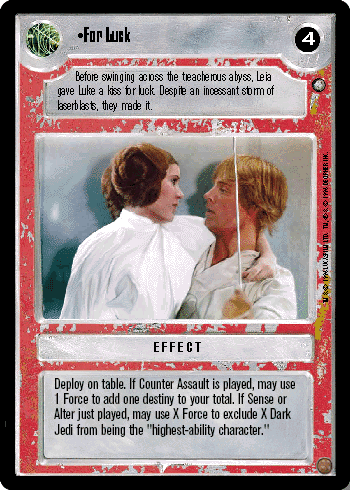 •For Luck
4
Before swinging across the treacherous abyss, Leia
gave Luke a kiss for luck. Despite an incessant storm of
laserblasts, they made it.
EFFECT
Deploy on table. If Counter Assault is played, may use
1 Force to add one destiny to your total. If Sense or
Alter just played, may use X Force to exclude X Dark
Jedi from being the "highest-ability character."